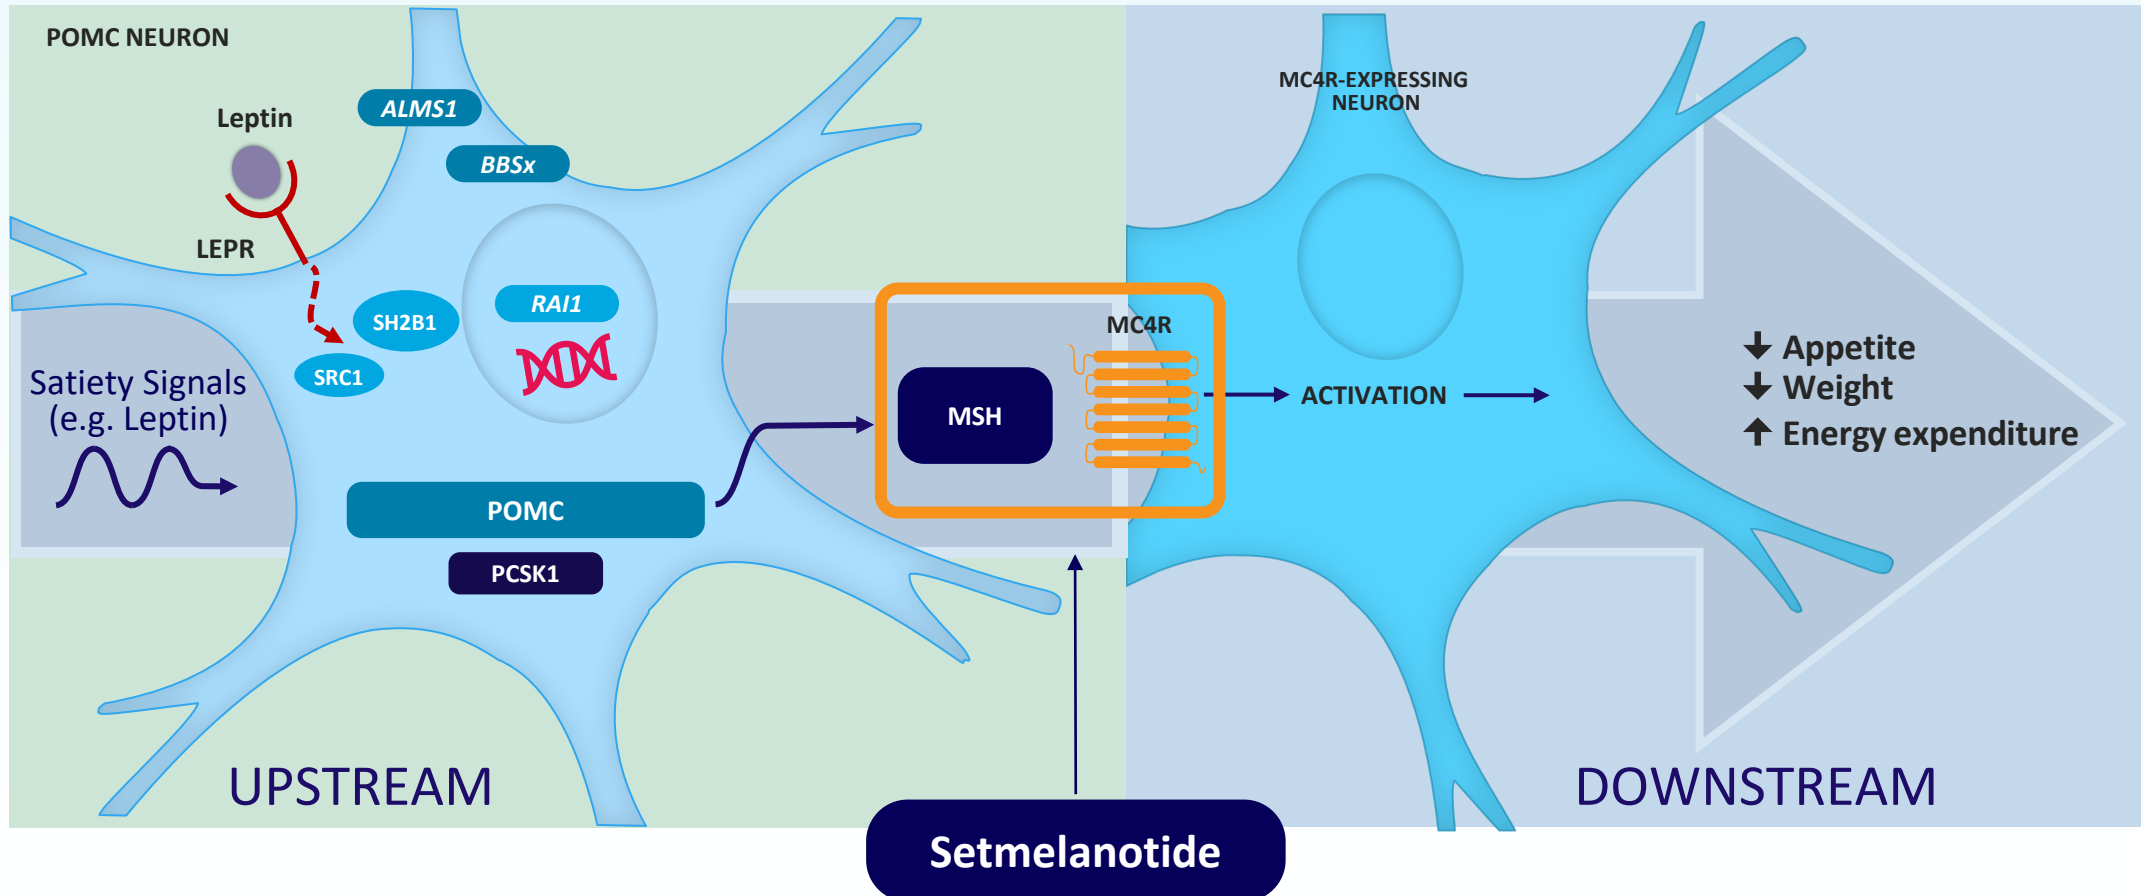 POMC NEURON
Leptin
LEPR
ALMS1
BBSx
SH2B1
SRC1
RAI1
Satiety Signals
(e.g. Leptin)
POMC
PCSK1
UPSTREAM
MSH
MC4R
MC4R-EXPRESSING
NEURON
ACTIVATION
Appetite
Weight
Energy expenditure
DOWNSTREAM
Setmelanotide